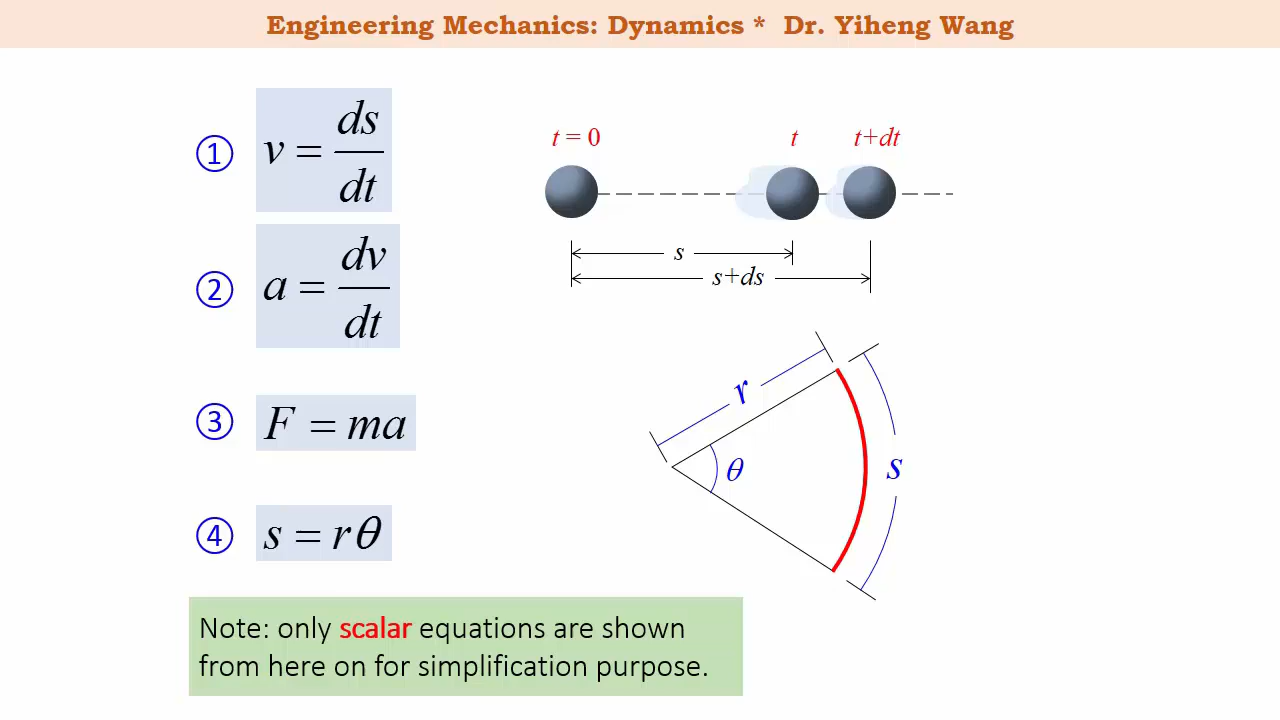 Engineering Mechanics: Dynamics * Dr. Yiheng Wang
① v = ds/dt
② a = dv/dt
③ F = ma
④ s = rθ
t = 0
t
t+dt
s
s+ds
r
θ
s
Note: only scalar equations are shown
from here on for simplification purpose.